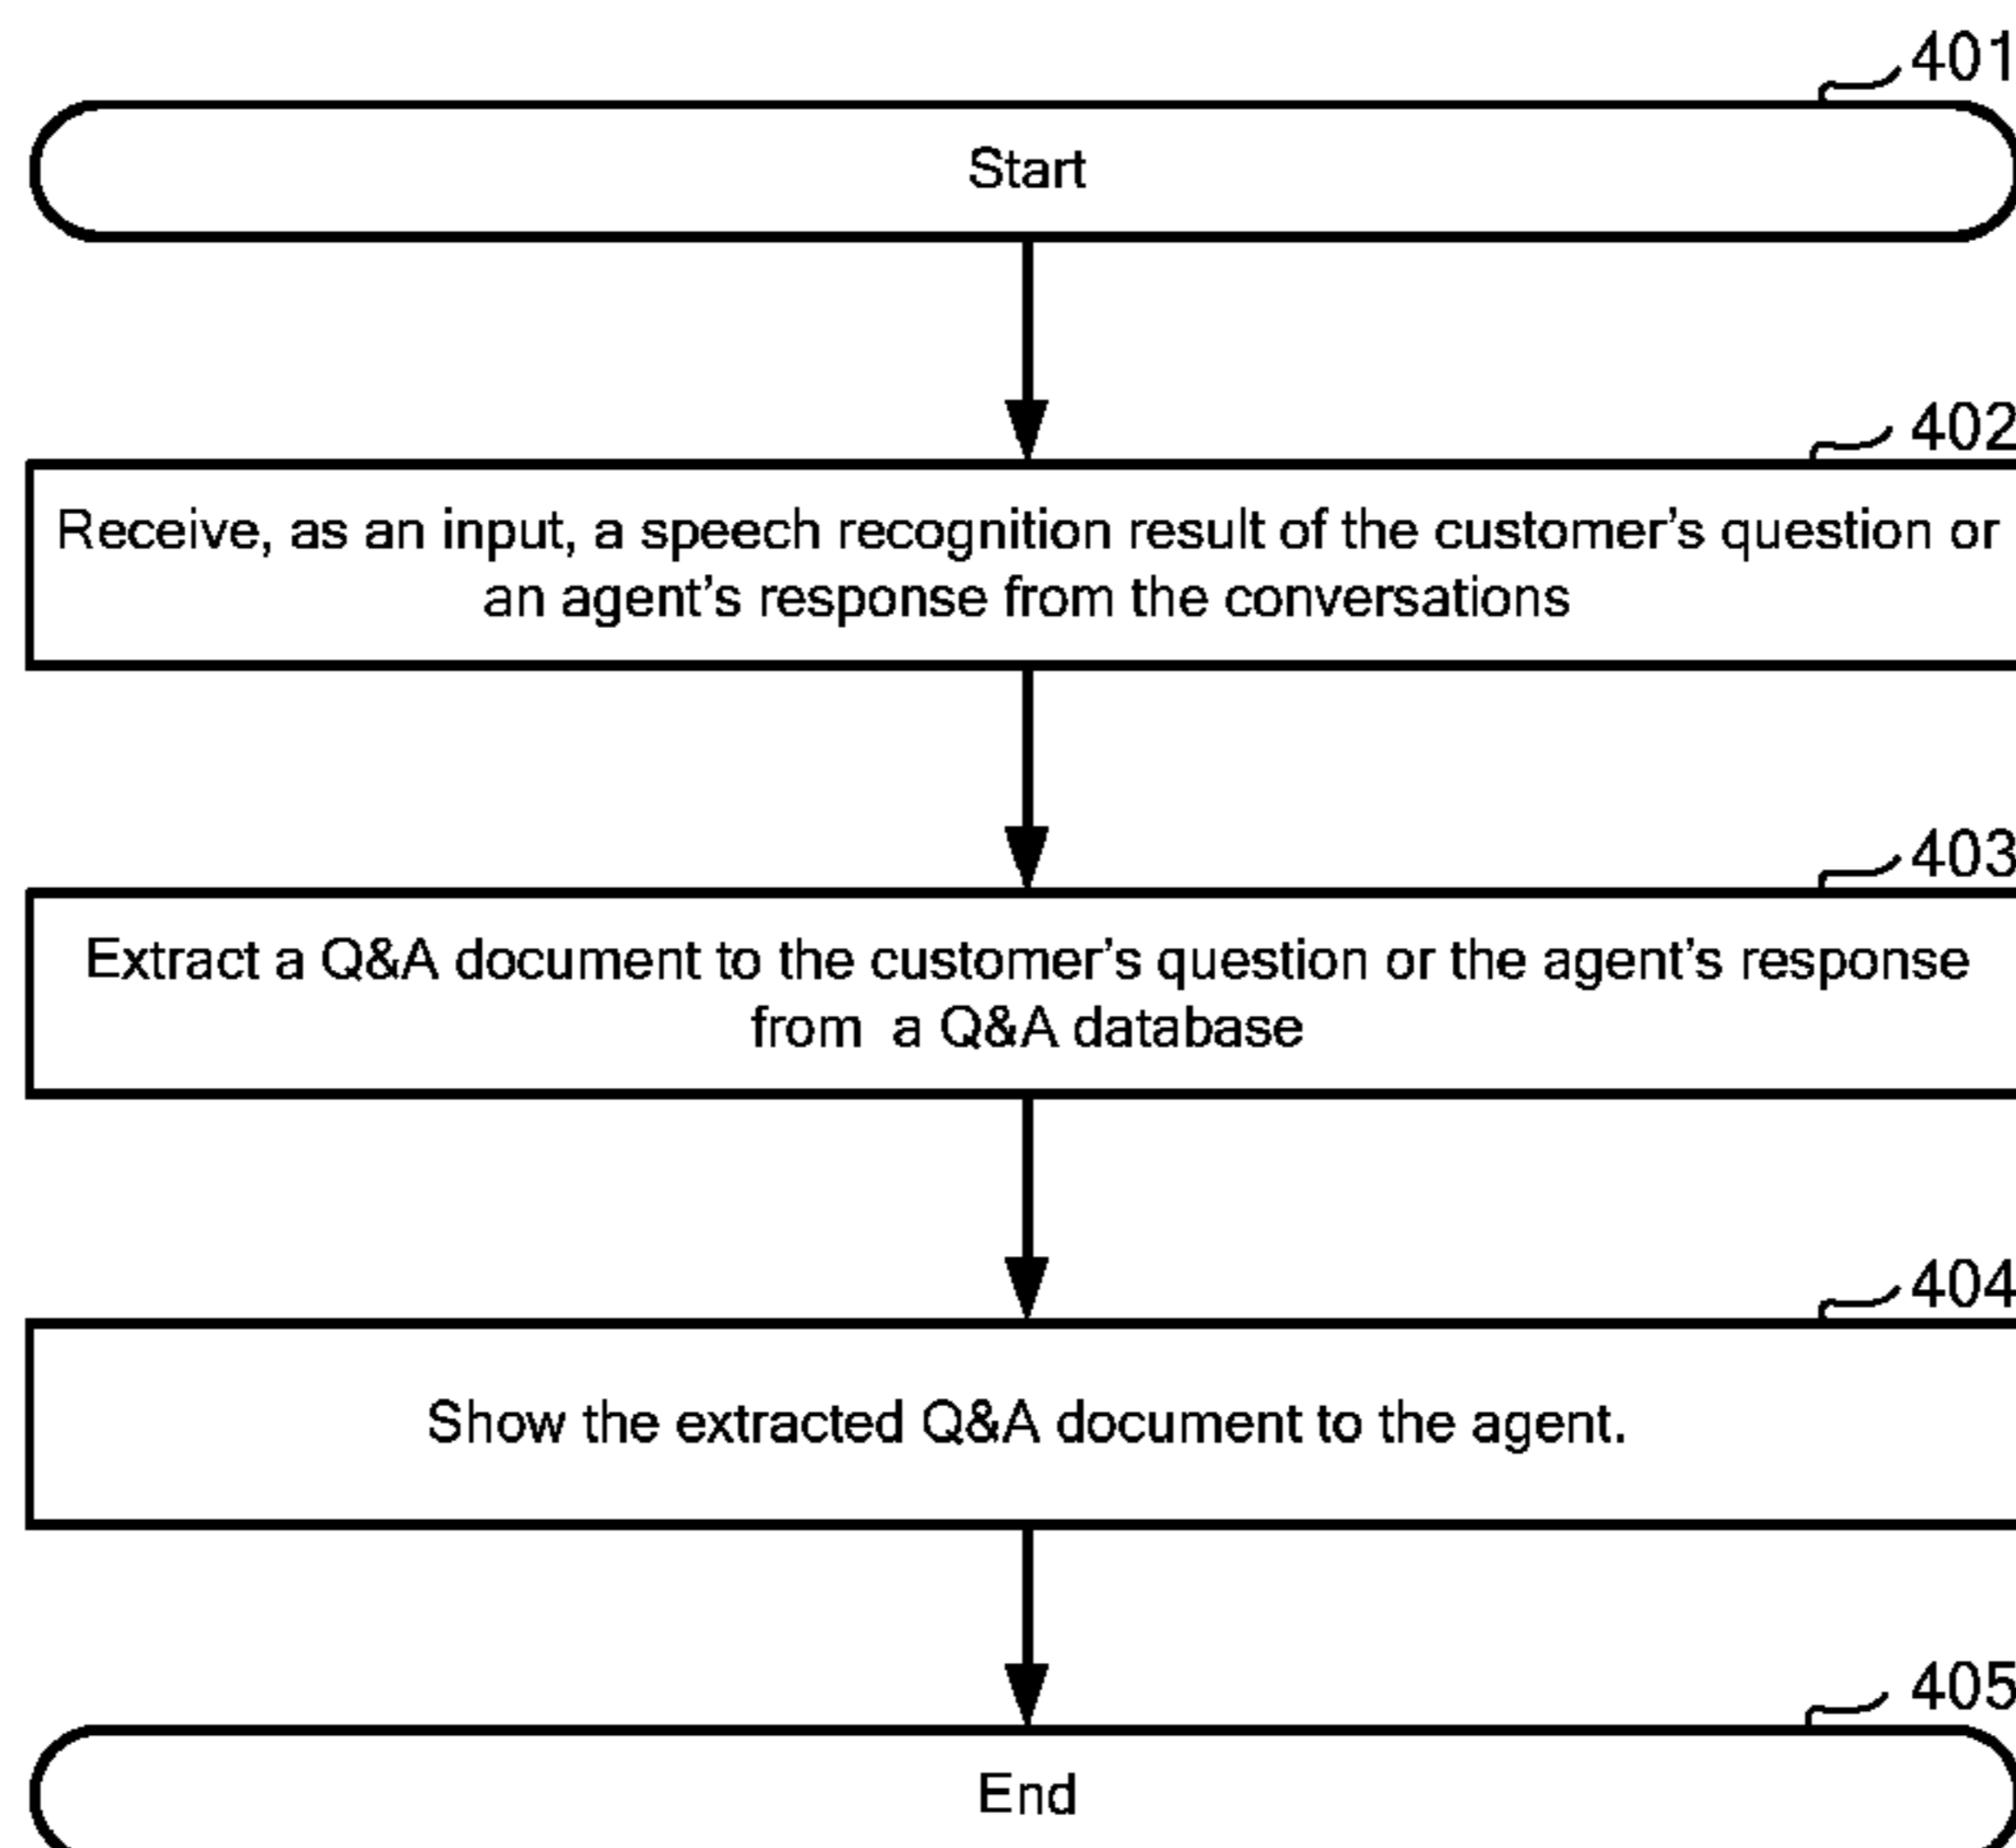 401
Start
402
Receive, as an input, a speech recognition result of the customer’s question or
an agent’s response from the conversations
403
Extract a Q&A document to the customer’s question or the agent’s response
from a Q&A database
404
Show the extracted Q&A document to the agent.
405
End